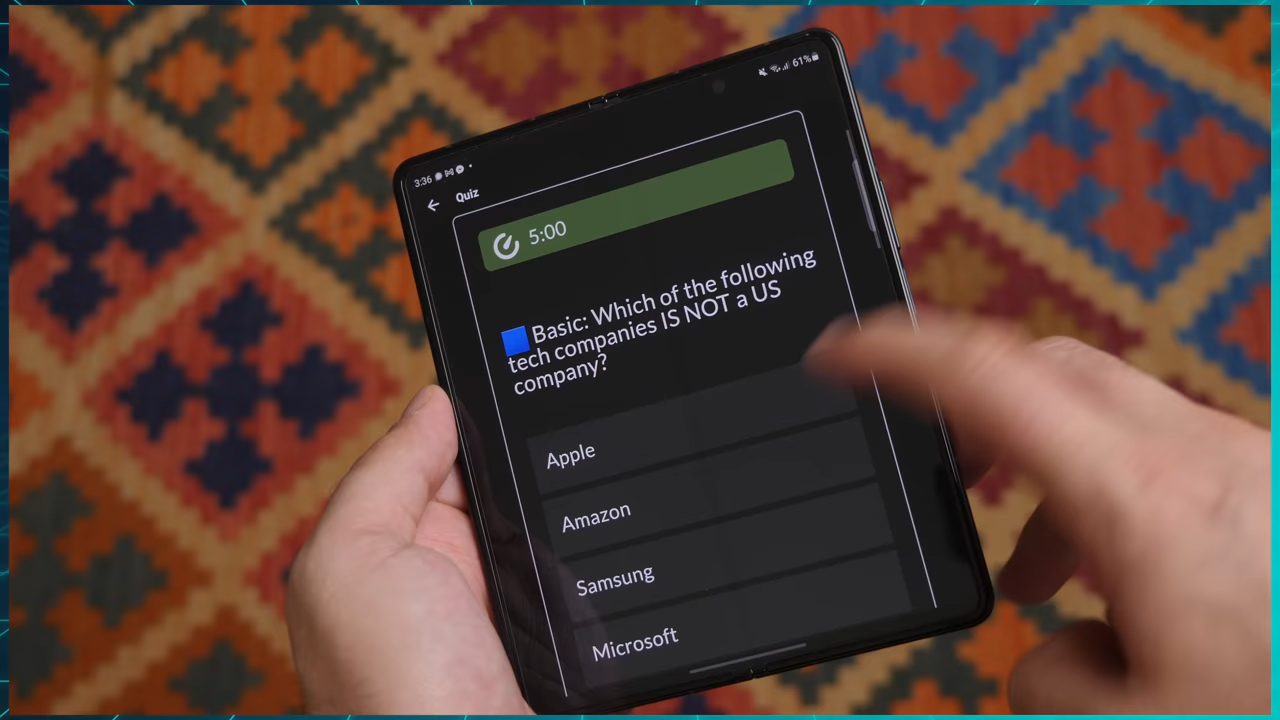 3:36
61%
Quiz
5:00
Basic: Which of the following
tech companies IS NOT a US
company?
Apple
Amazon
Samsung
Microsoft